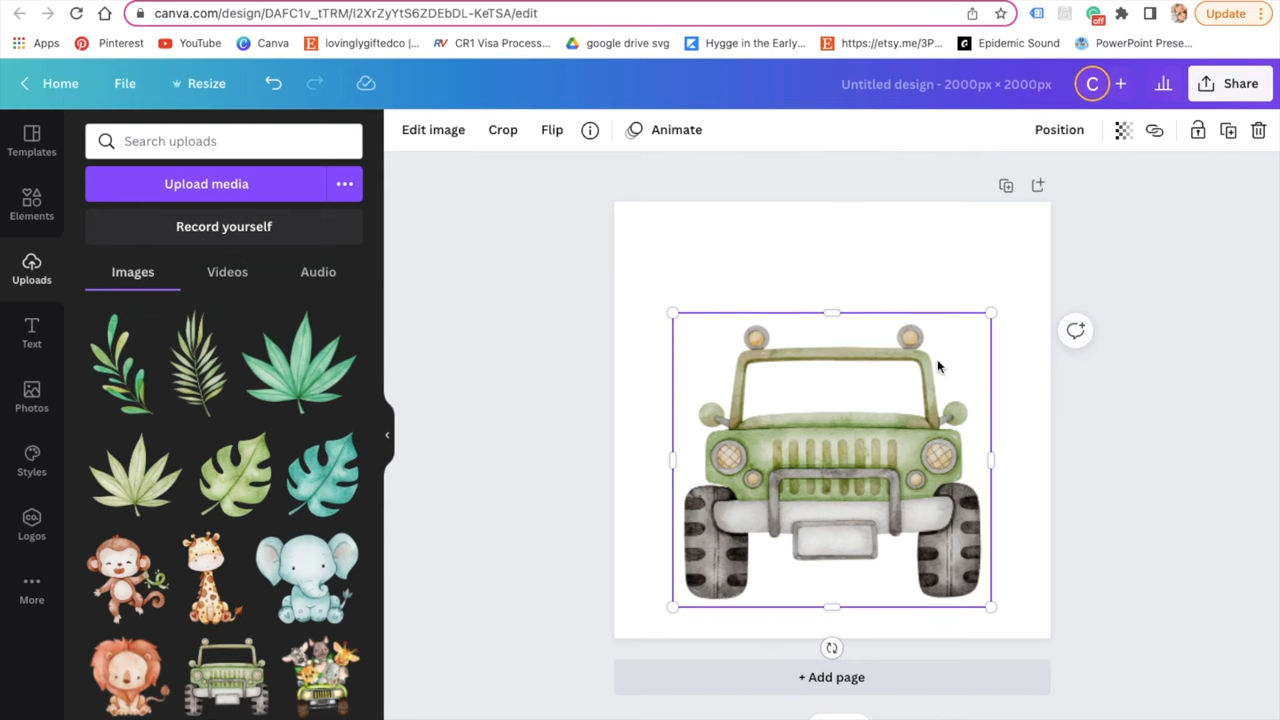 canva.com/design/DAFC1v_tTRM/I2XrZyYtS6ZDEbDL-KeTSA/edit
off
Update
Apps
Pinterest
YouTube
Canva
lovinglygiftedco |...
CR1 Visa Process...
google drive svg
Hygge in the Early...
https://etsy.me/3P...
Epidemic Sound
PowerPoint Prese...
Home
File
Resize
Untitled design - 2000px × 2000px
C
Share
Templates
Elements
Uploads
Text
Photos
Styles
CO.
Logos
More
Search uploads
Upload media
Record yourself
Images
Videos
Audio
Edit image
Crop
Flip
Animate
Position
+ Add page